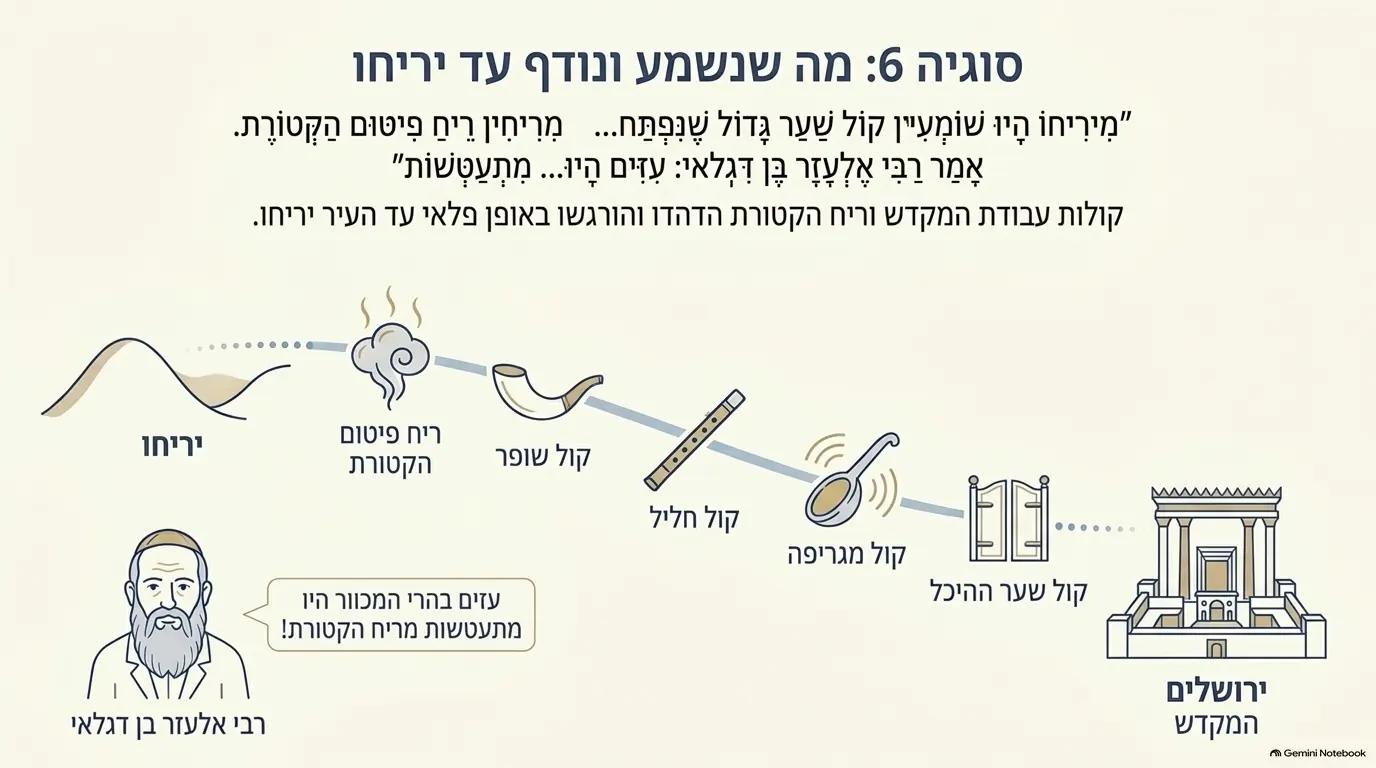 סוגיה 6: מה שנשמע ונודף עד יריחו
"מִירִיחוֹ הָיוּ שׁוֹמְעִין קוֹל שַׁעַר גָּדוֹל שֶׁנִּפְתַּח... מְרִיחִין רֵיחַ פִּיטּוּם הַקְּטוֹרֶת.
אָמַר רַבִּי אֶלְעָזָר בֶּן דִּגְלַאי: עִזִּים הָיוּ... מִתְעַטְּשׁוֹת"
קולות עבודת המקדש וריח הקטורת הדהדו והורגשו באופן פלאי עד העיר יריחו.
יריחו
ריח פיטום
הקטורת
קול שופר
קול חליל
קול מגריפה
קול שער ההיכל
ירושלים
המקדש
עזים בהרי המכוור היו
מתעטשות מריח הקטורת!
רבי אלעזר בן דגלאי
Gemini Notebook